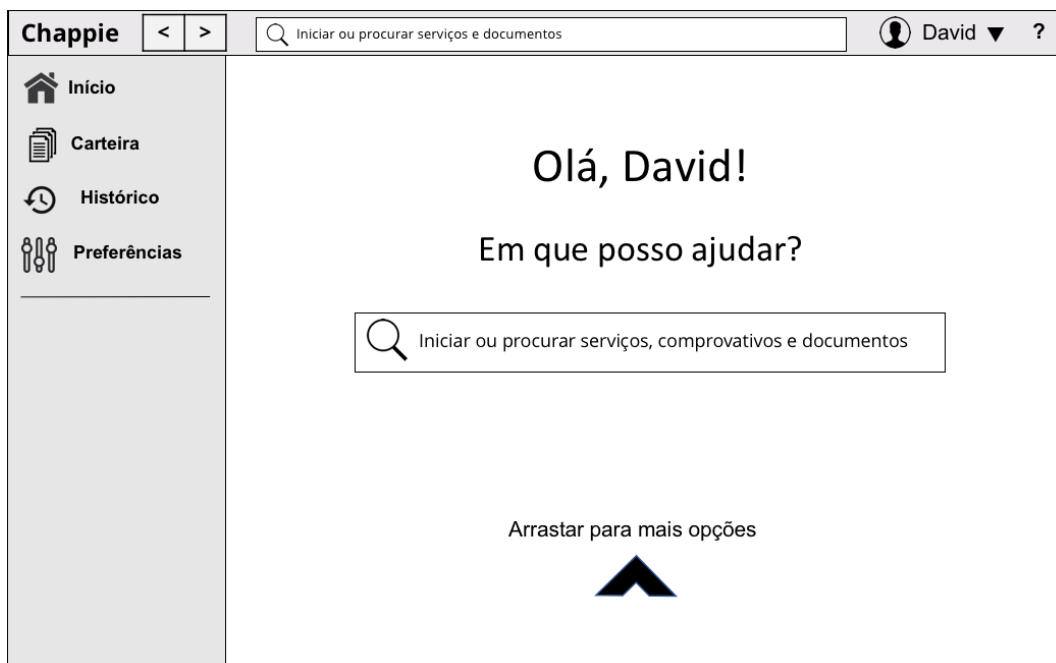 Chappie < >
Iniciar ou procurar serviços e documentos
David ▼ ?
Início
Carteira
Histórico
Preferências
Olá, David!
Em que posso ajudar?
Iniciar ou procurar serviços, comprovativos e documentos
Arrastar para mais opções